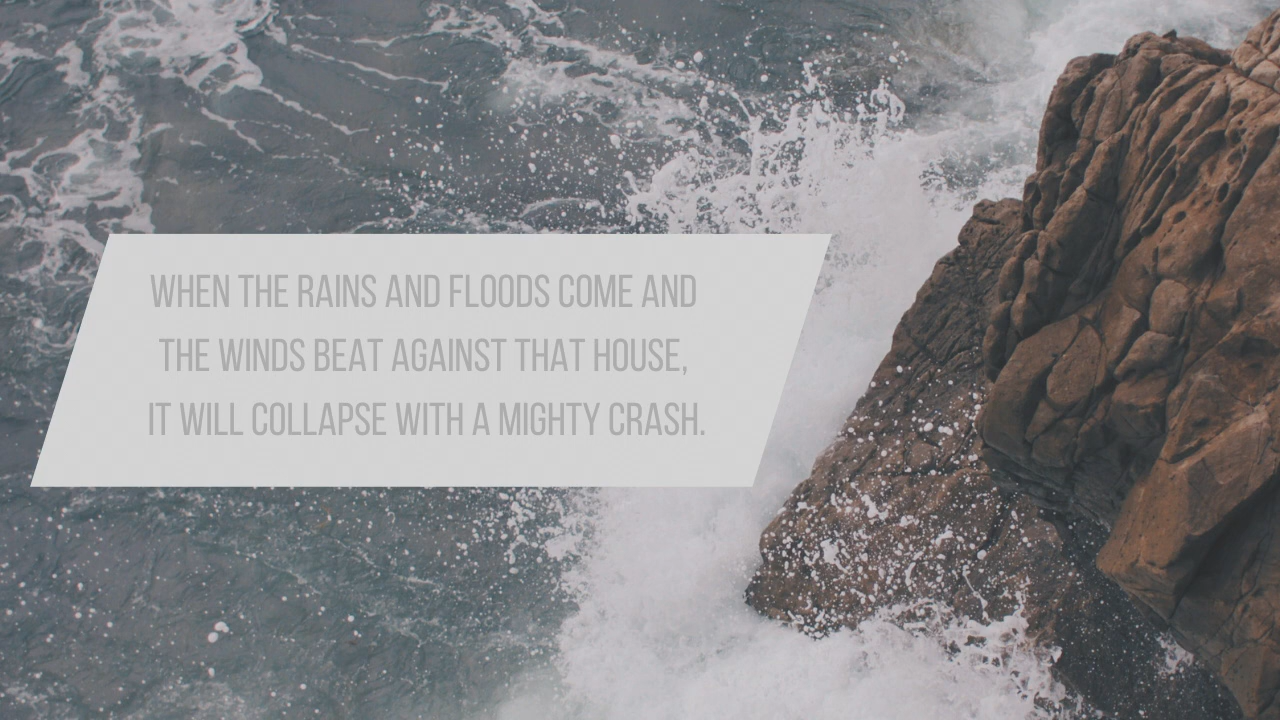 WHEN THE RAINS AND FLOODS COME AND
THE WINDS BEAT AGAINST THAT HOUSE,
IT WILL COLLAPSE WITH A MIGHTY CRASH.